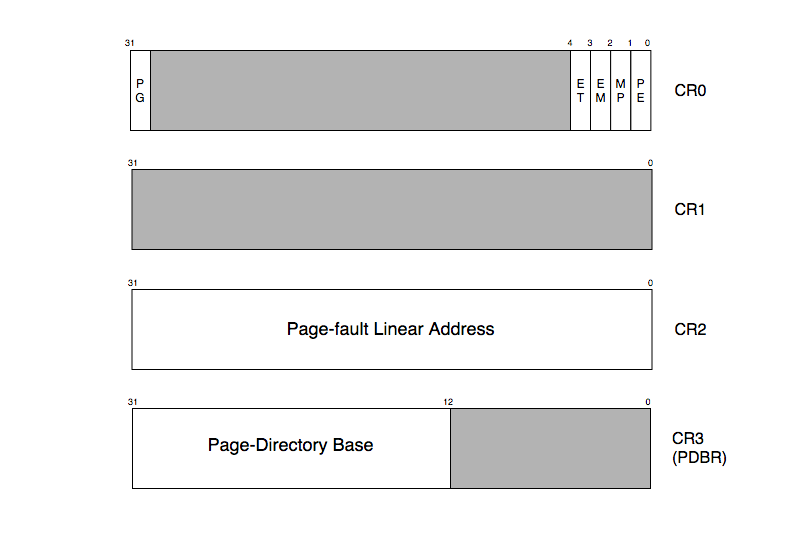 31 4 3 2 1 0
PG ET EM MP PE CR0
31 0
CR1
31 0
Page-fault Linear Address CR2
31 12 0
Page-Directory Base CR3
(PDBR)